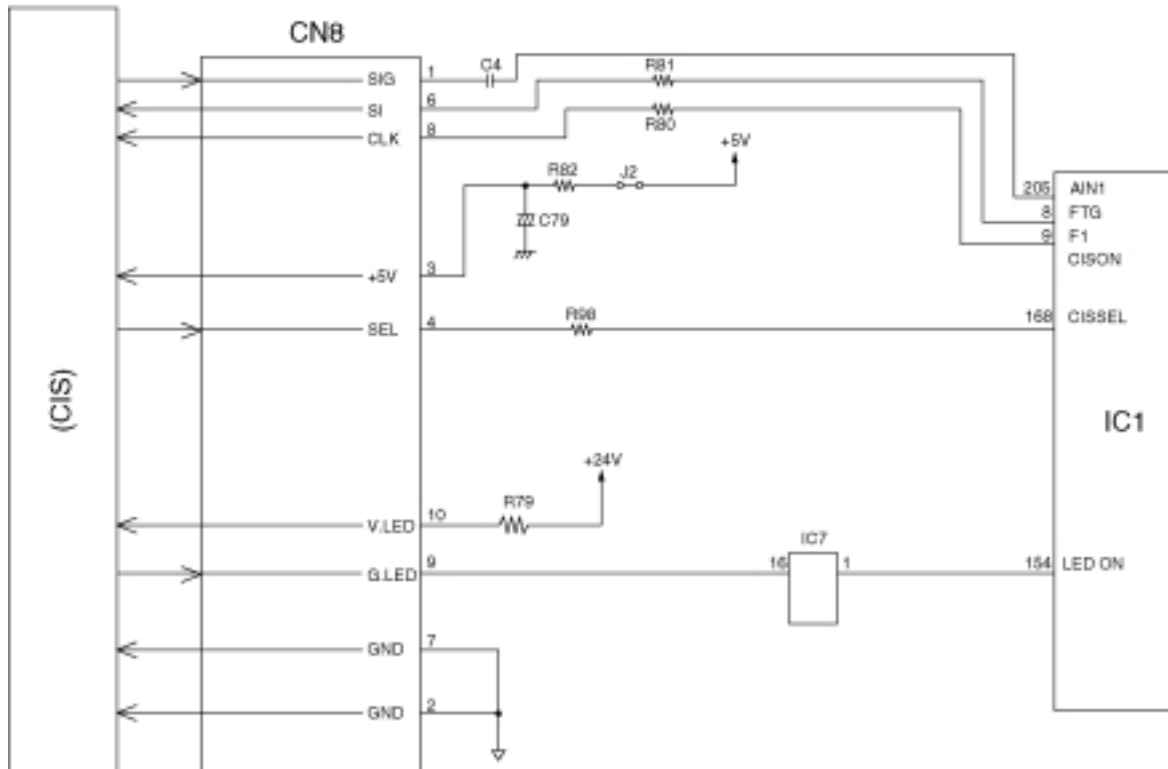 CN8
SIG 1 C4 R81
SI 6
CLK 8 R80
+5V
R82 J2
C79
+5V 3
205 AIN1
8 FTG
9 F1
CISON
SEL 4 R98 168 CISSEL
(CIS)
IC1
+24V
V.LED 10 R79
IC7
G.LED 9 16 1 154 LED ON
GND 7
GND 2